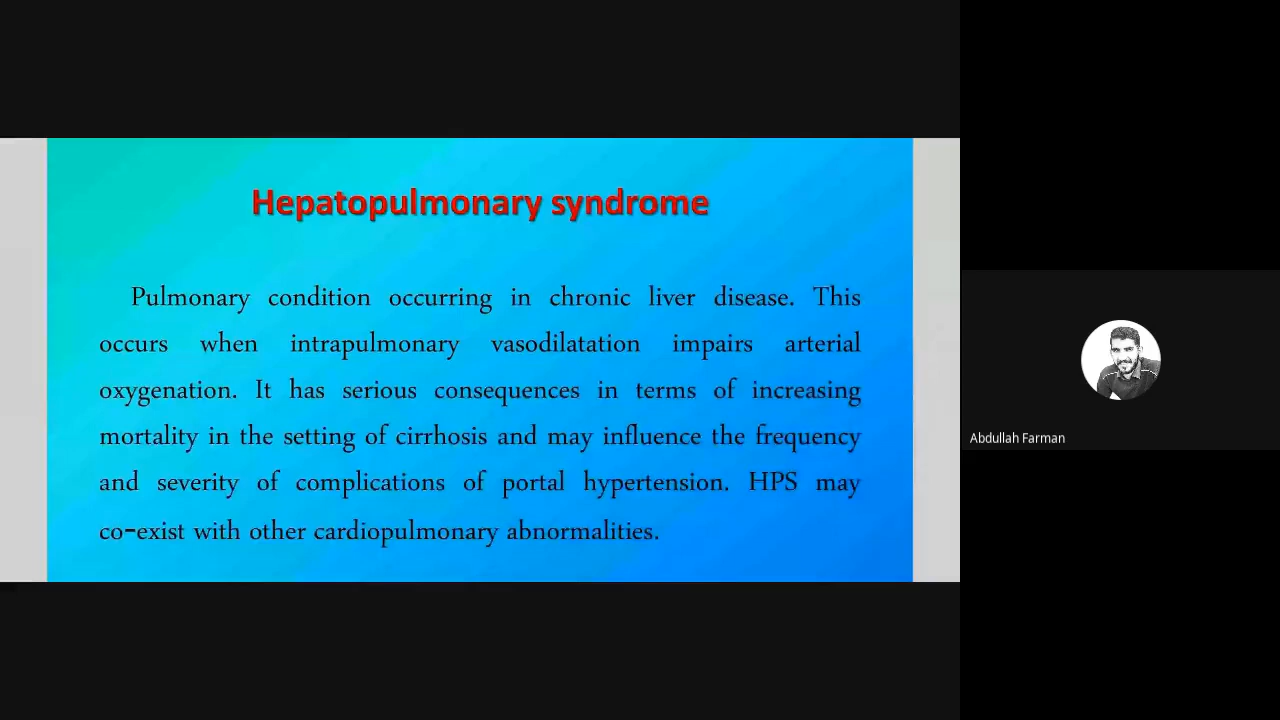 Hepatopulmonary syndrome
Pulmonary condition occurring in chronic liver disease. This
occurs when intrapulmonary vasodilatation impairs arterial
oxygenation. It has serious consequences in terms of increasing
mortality in the setting of cirrhosis and may influence the frequency
and severity of complications of portal hypertension. HPS may
co-exist with other cardiopulmonary abnormalities.
Abdullah Farman